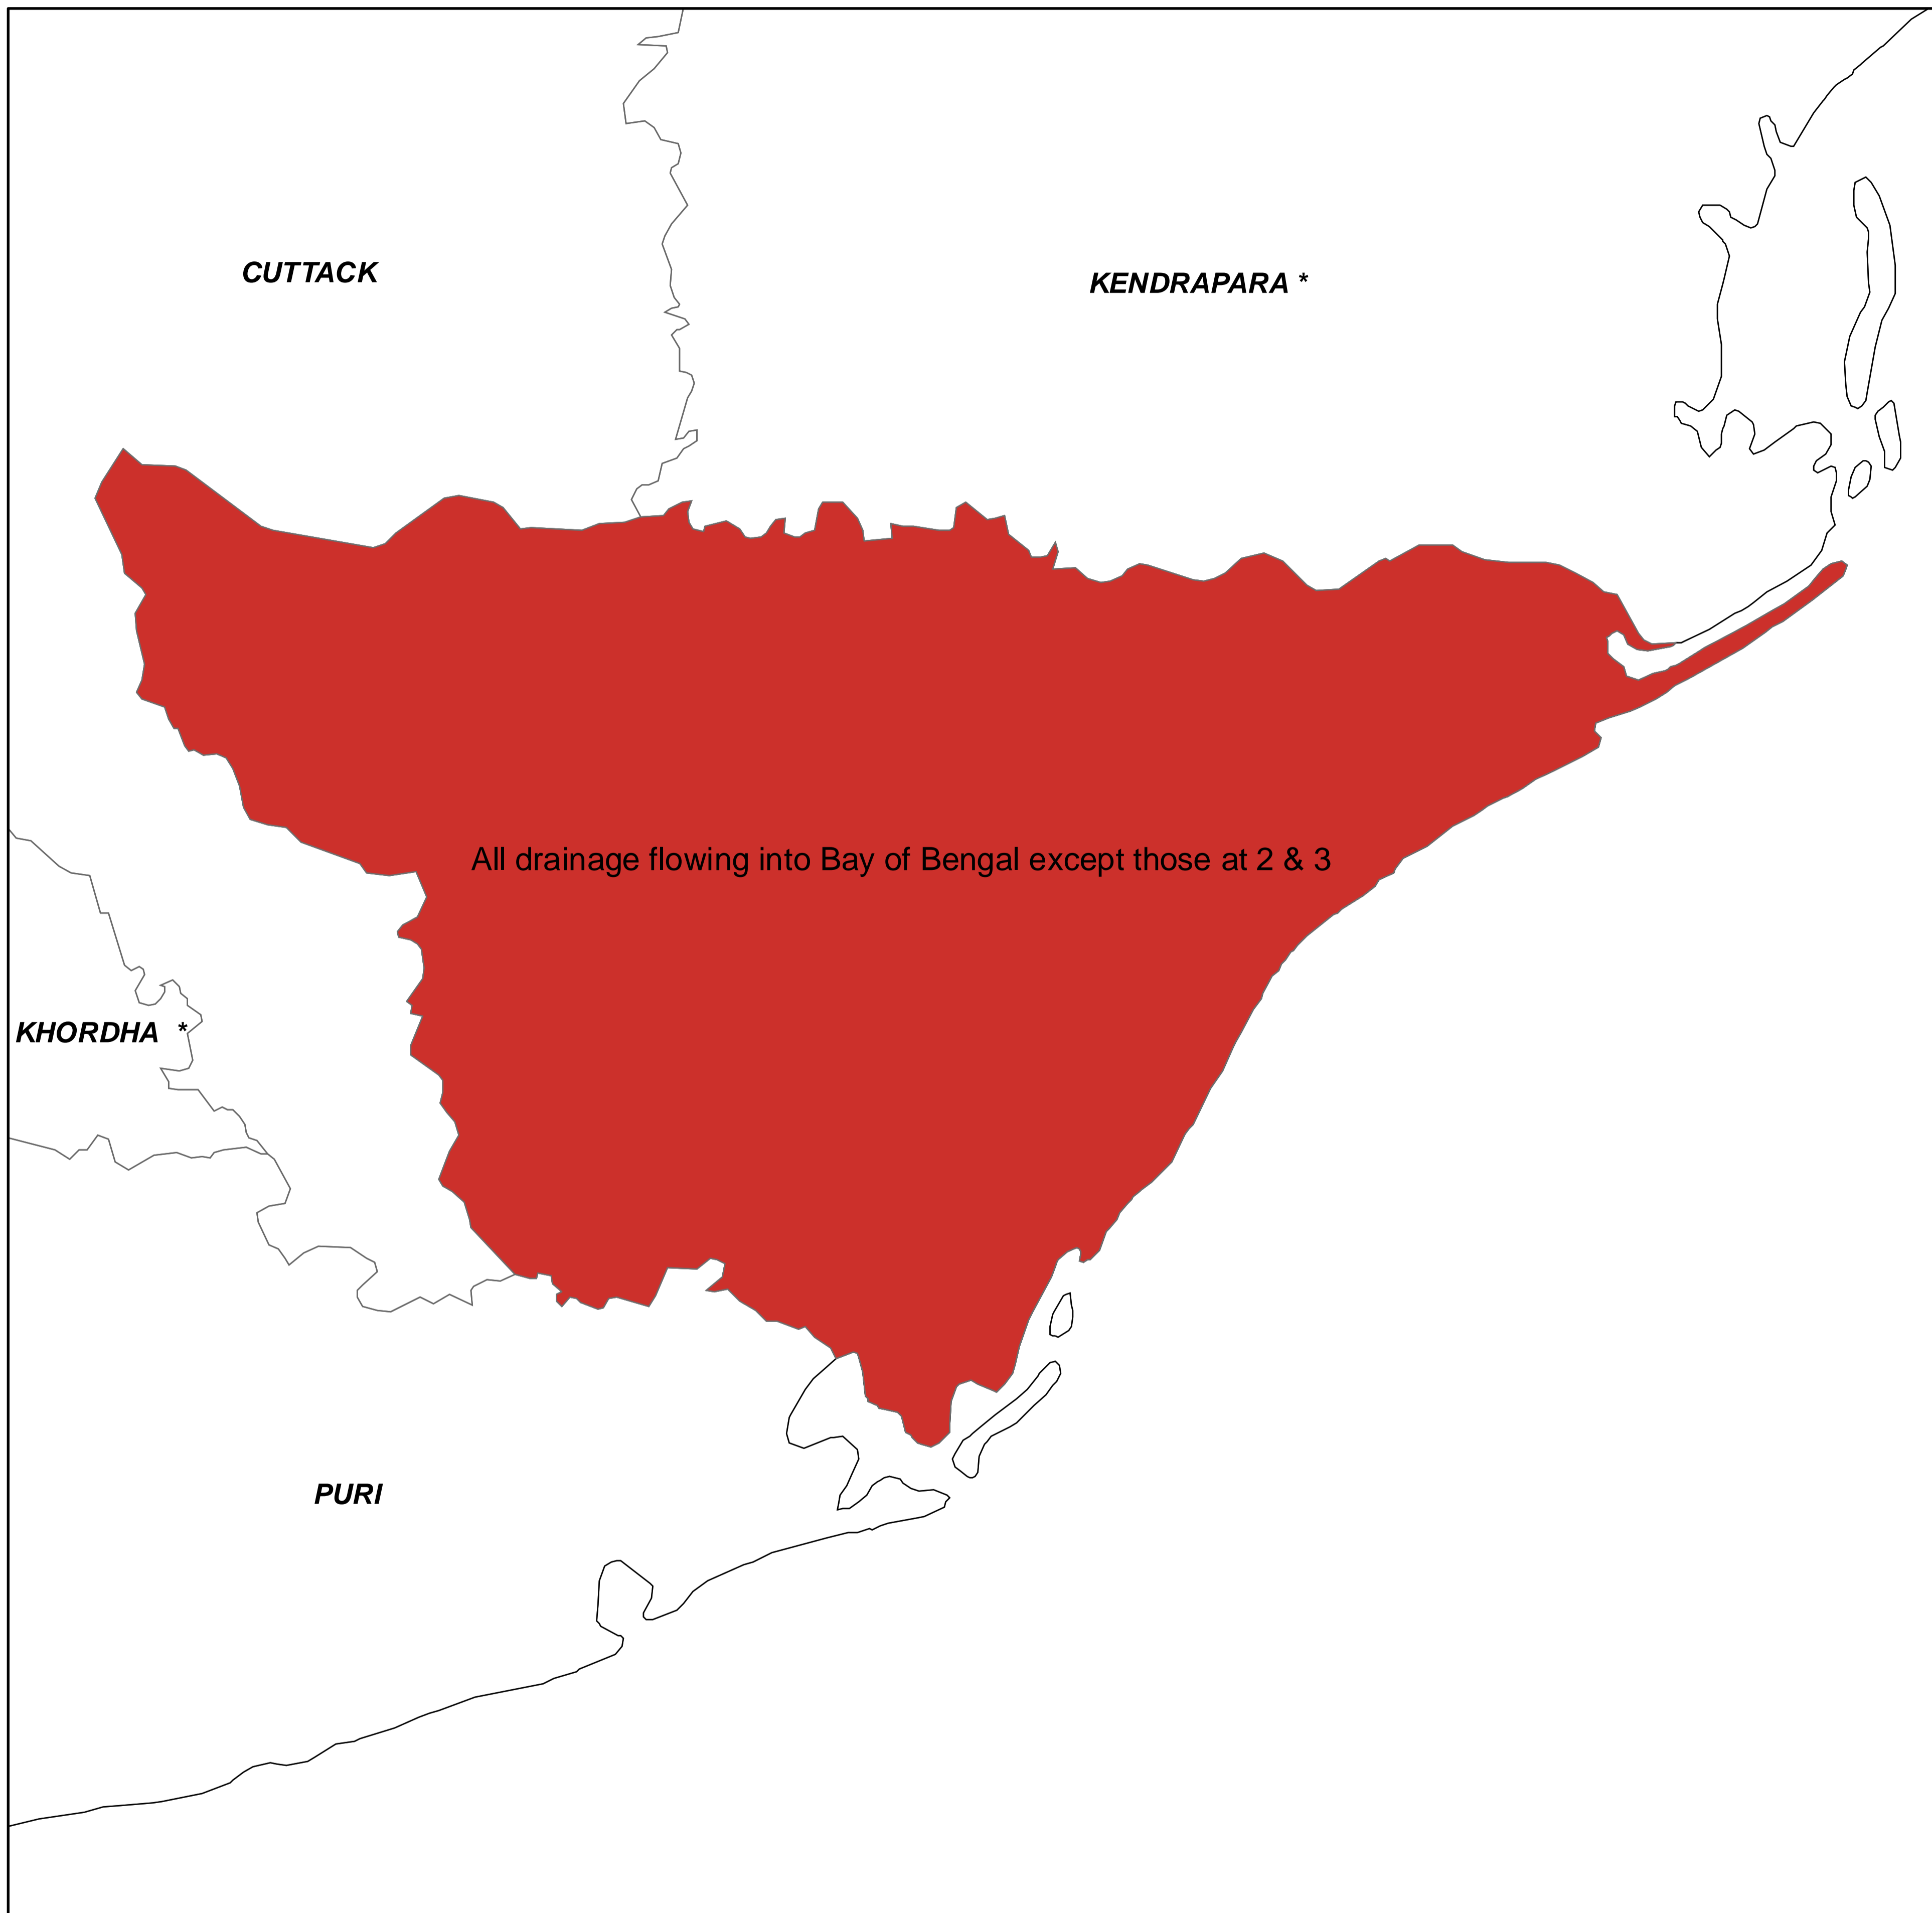 CUTTACK
KENDRAPARA *
All drainage flowing into Bay of Bengal except those at 2 & 3
KHORDHA *
PURI